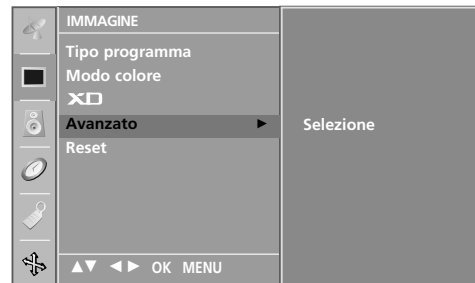 IMMAGINE
Tipo programma
Modo colore
XD
Avanzato ► Selezione
Reset
▲▼ ◄► OK MENU